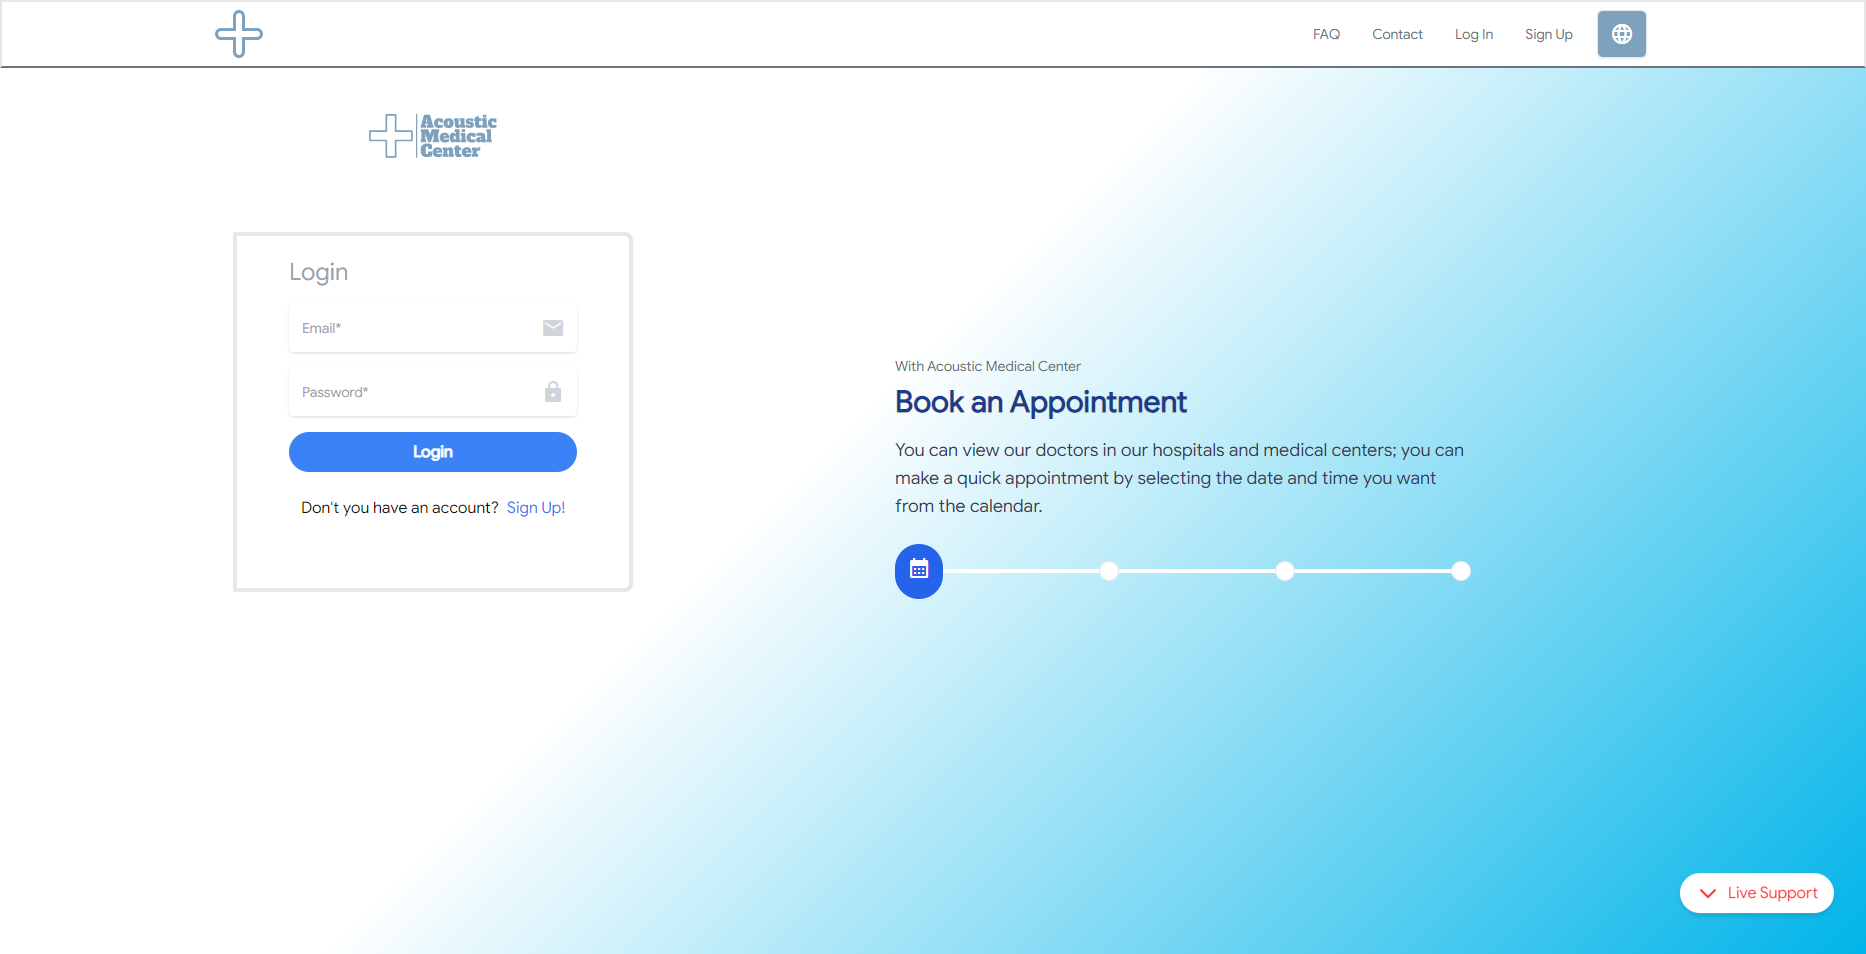 FAQ
Contact
Log In
Sign Up
Acoustic
Medical
Center
Login
Email*
Password*
Login
Don't you have an account? Sign Up!
With Acoustic Medical Center
Book an Appointment
You can view our doctors in our hospitals and medical centers; you can
make a quick appointment by selecting the date and time you want
from the calendar.
Live Support